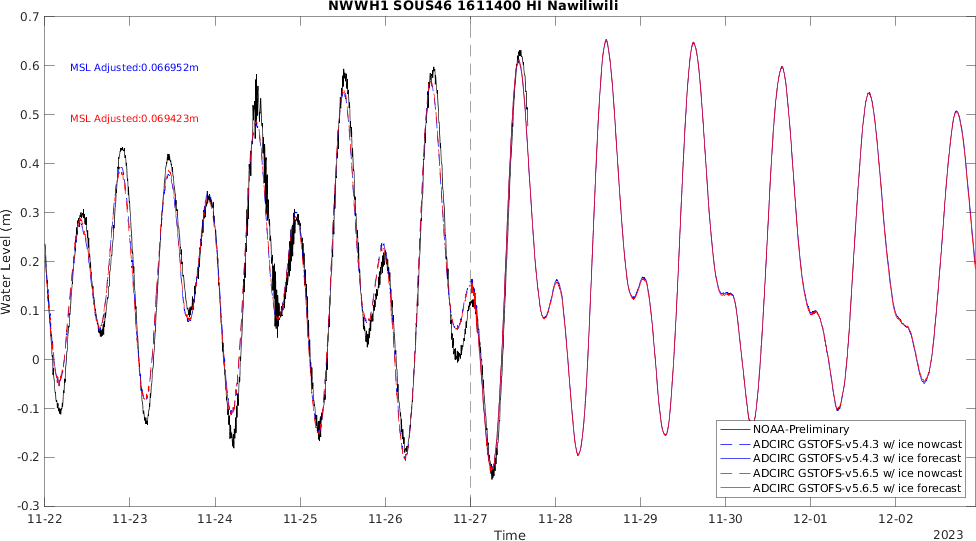 NWWH1 SOUS46 1611400 HI Nawiliwili
MSL Adjusted:0.066952m
MSL Adjusted:0.069423m
Water Level (m)
0.7
0.6
0.5
0.4
0.3
0.2
0.1
0
-0.1
-0.2
-0.3
NOAA-Preliminary
ADCIRC GSTOFS-v5.4.3 w/ ice nowcast
ADCIRC GSTOFS-v5.4.3 w/ ice forecast
ADCIRC GSTOFS-v5.6.5 w/ ice nowcast
ADCIRC GSTOFS-v5.6.5 w/ ice forecast
11-22 11-23 11-24 11-25 11-26 11-27 11-28 11-29 11-30 12-01 12-02
Time
2023